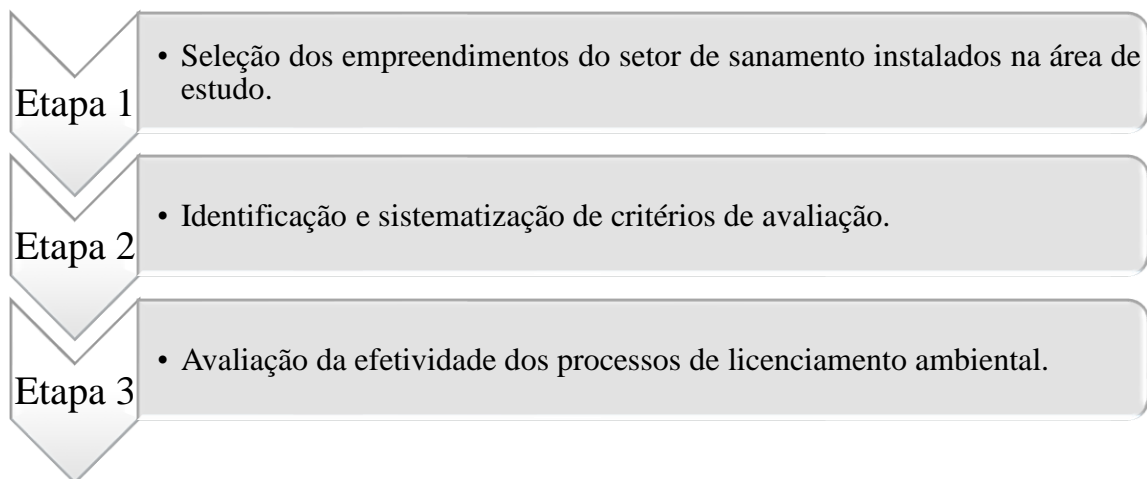 Etapa 1
• Seleção dos empreendimentos do setor de sanamento instalados na área de
estudo.
Etapa 2
• Identificação e sistematização de critérios de avaliação.
Etapa 3
• Avaliação da efetividade dos processos de licenciamento ambiental.